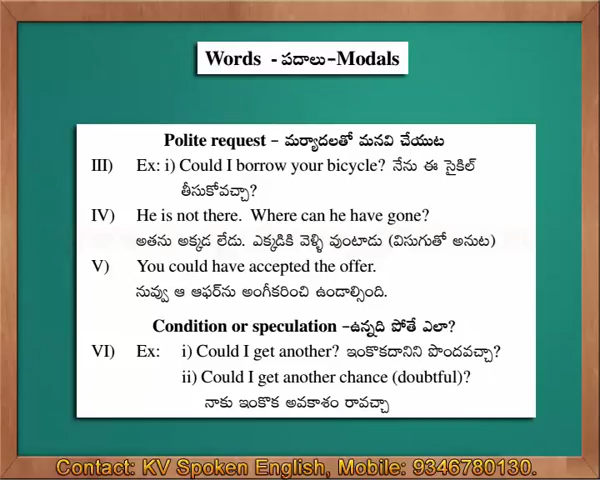 Words - పదాలు-Modals
Polite request - మర్యాదలతో మనవి చేయుట
III) Ex: i) Could I borrow your bicycle? నేను ఈ సైకిల్
తీసుకోవచ్చా?
IV) He is not there. Where can he have gone?
అతను అక్కడ లేడు. ఎక్కడికి వెళ్ళి వుంటాడు (విసుగుతో అనుట)
V) You could have accepted the offer.
నువ్వు ఆ ఆఫర్‌ను అంగీకరించి ఉండాల్సింది.
Condition or speculation -ఉన్నది పోతే ఎలా?
VI) Ex: i) Could I get another? ఇంకొకదానిని పొందవచ్చా?
ii) Could I get another chance (doubtful)?
నాకు ఇంకొక అవకాశం రావచ్చా
Contact: KV Spoken English, Mobile: 9346780130.